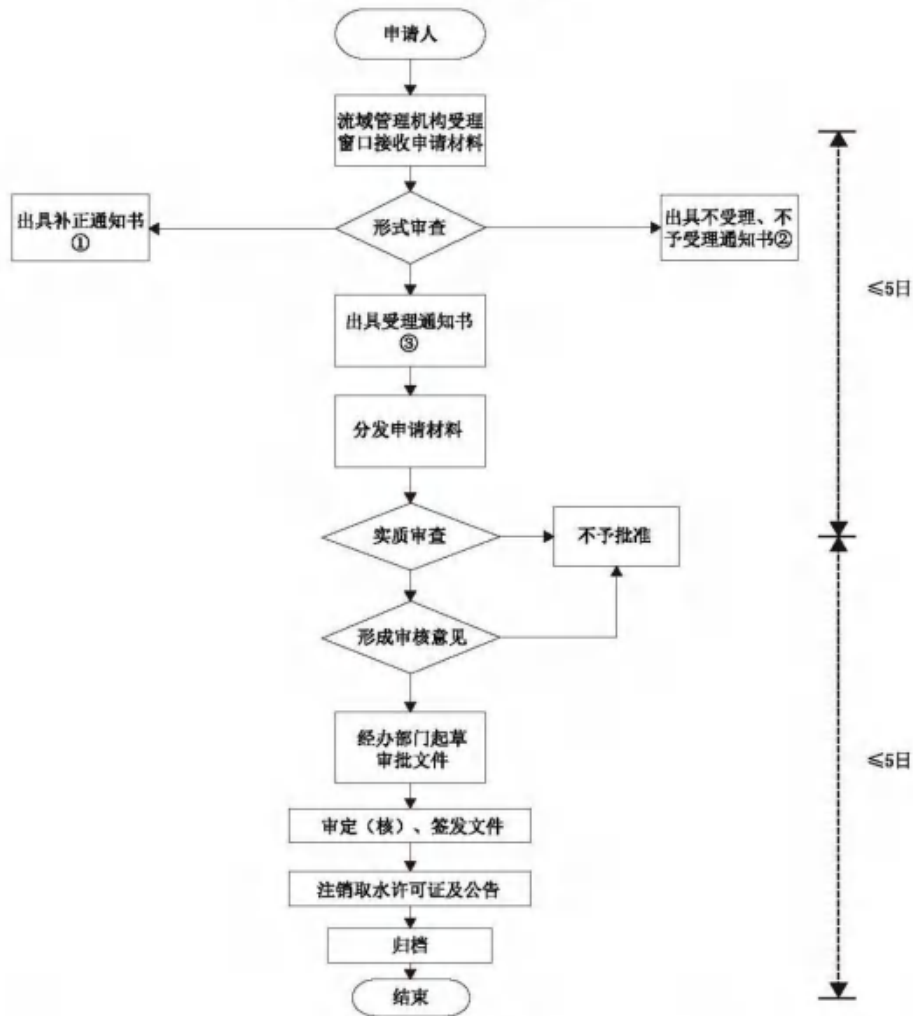 申请人
流域管理机构受理
窗口接收申请材料
形式审查
出具补正通知书
①
出具不受理、不
予受理通知书②
≤5日
出具受理通知书
③
分发申请材料
实质审查
不予批准
形成审核意见
经办部门起草
审批文件
≤5日
审定（核）、签发文件
注销取水许可证及公告
归档
结束